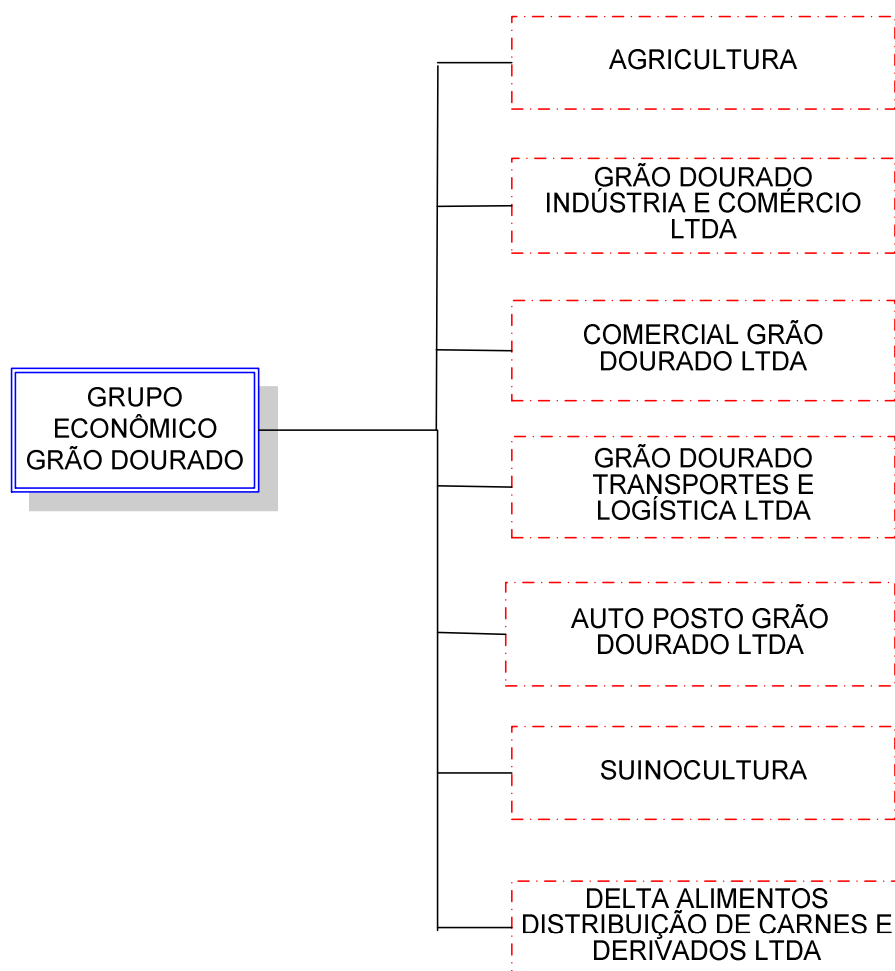 AGRICULTURA
GRÃO DOURADO
INDÚSTRIA E COMÉRCIO
LTDA
COMERCIAL GRÃO
DOURADO LTDA
GRUPO
ECONÔMICO
GRÃO DOURADO
GRÃO DOURADO
TRANSPORTES E
LOGÍSTICA LTDA
AUTO POSTO GRÃO
DOURADO LTDA
SUINOCULTURA
DELTA ALIMENTOS
DISTRIBUIÇÃO DE CARNES E
DERIVADOS LTDA